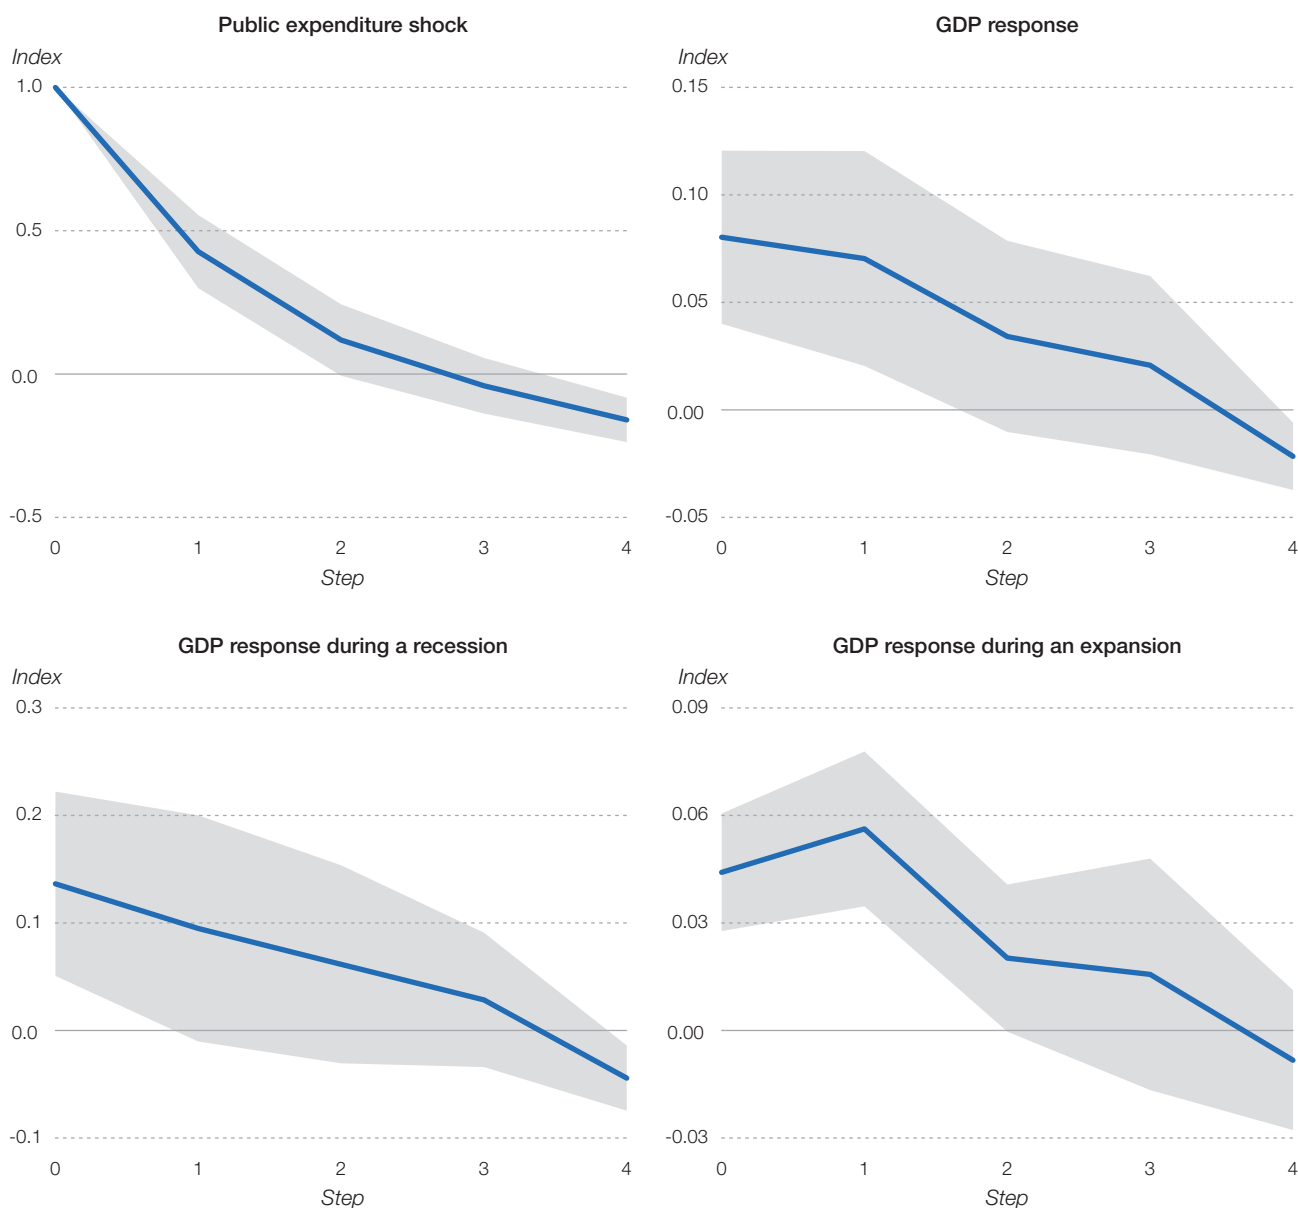 Public expenditure shock
Index
1.0
0.5
0.0
-0.5
0 1 2 3 4
Step
GDP response
Index
0.15
0.10
0.05
0.00
-0.05
0 1 2 3 4
Step
GDP response during a recession
Index
0.3
0.2
0.1
0.0
-0.1
0 1 2 3 4
Step
GDP response during an expansion
Index
0.09
0.06
0.03
0.00
-0.03
0 1 2 3 4
Step